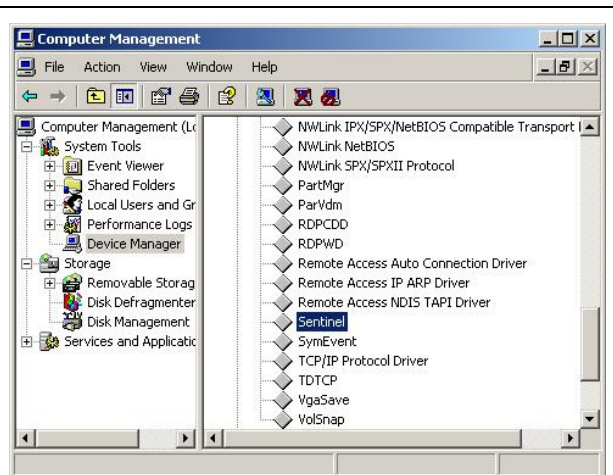 Computer Management
File Action View Window Help
Computer Management (Lo
System Tools
Event Viewer
Shared Folders
Local Users and Gr
Performance Logs
Device Manager
Storage
Removable Storag
Disk Defragmenter
Disk Management
Services and Applicatic
NWLink IPX/SPX/NetBIOS Compatible Transport
NWLink NetBIOS
NWLink SPX/SPXII Protocol
PartMgr
ParVdm
RDPCDD
RDPWD
Remote Access Auto Connection Driver
Remote Access IP ARP Driver
Remote Access NDIS TAPI Driver
Sentinel
SymEvent
TCP/IP Protocol Driver
TDTCP
VgaSave
VolSnap